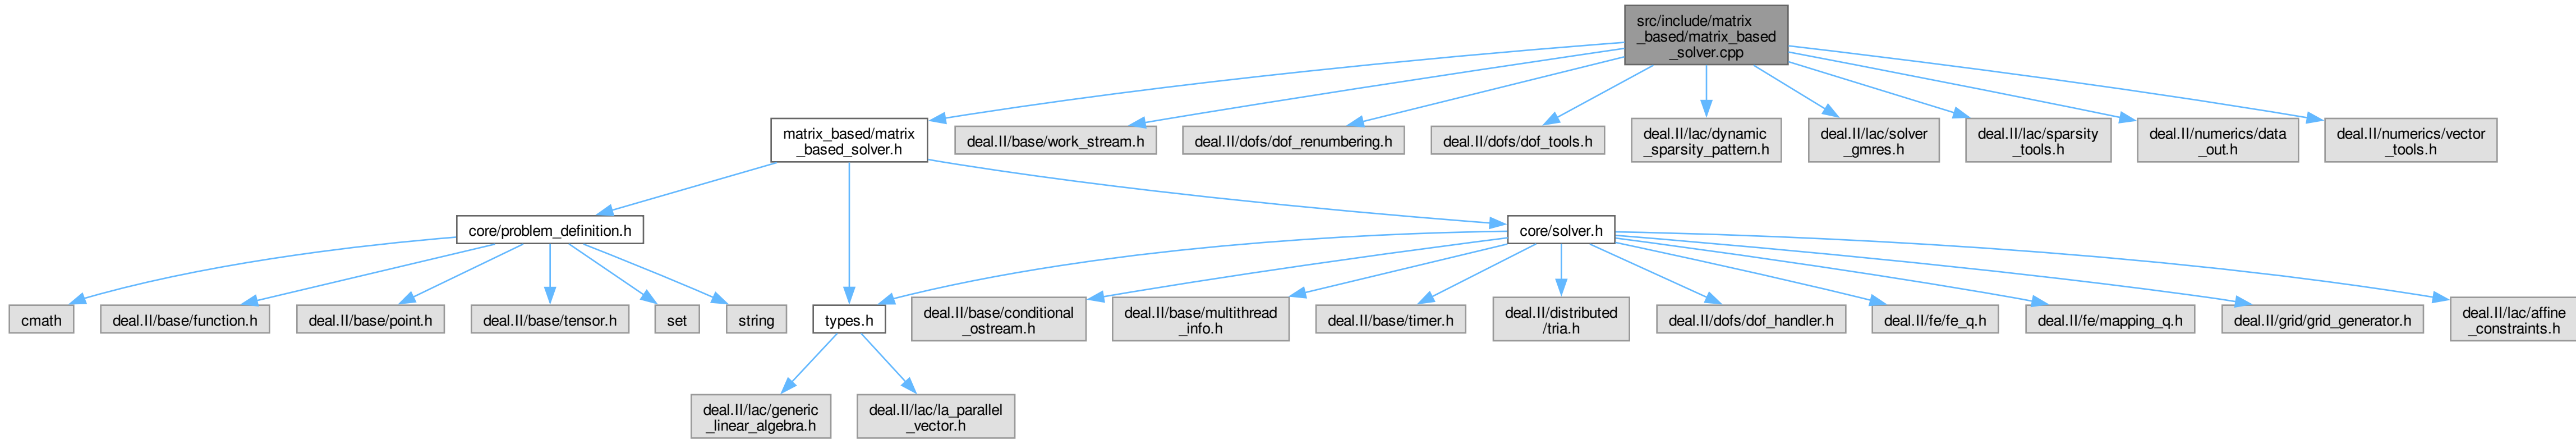 src/include/matrix
_based/matrix_based
_solver.cpp
matrix_based/matrix
_based_solver.h
deal.II/base/work_stream.h
deal.II/dofs/dof_renumbering.h
deal.II/dofs/dof_tools.h
deal.II/lac/dynamic
_sparsity_pattern.h
deal.II/lac/solver
_gmres.h
deal.II/lac/sparsity
_tools.h
deal.II/numerics/data
_out.h
deal.II/numerics/vector
_tools.h
core/problem_definition.h
core/solver.h
cmath
deal.II/base/function.h
deal.II/base/point.h
deal.II/base/tensor.h
set
string
types.h
deal.II/base/conditional
_ostream.h
deal.II/base/multithread
_info.h
deal.II/base/timer.h
deal.II/distributed
/tria.h
deal.II/dofs/dof_handler.h
deal.II/fe/fe_q.h
deal.II/fe/mapping_q.h
deal.II/grid/grid_generator.h
deal.II/lac/affine
_constraints.h
deal.II/lac/generic
_linear_algebra.h
deal.II/lac/la_parallel
_vector.h